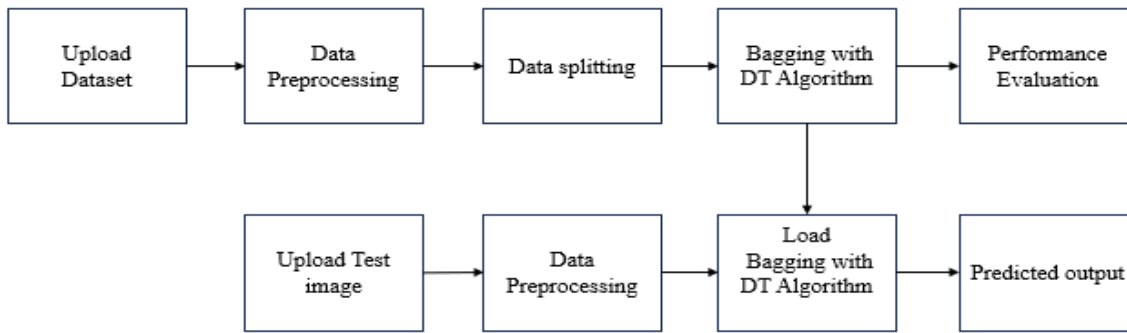 Upload
Dataset
Data
Preprocessing
Data splitting
Bagging with
DT Algorithm
Performance
Evaluation
Upload Test
image
Data
Preprocessing
Load
Bagging with
DT Algorithm
Predicted output